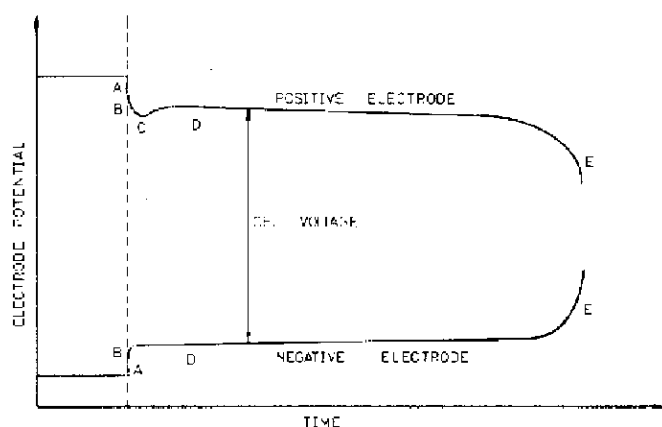 A
B
C
D
POSITIVE ELECTRODE
E
ELECTRODE POTENTIAL
VOLTAGE
E
B
D
A
NEGATIVE ELECTRODE
TIME